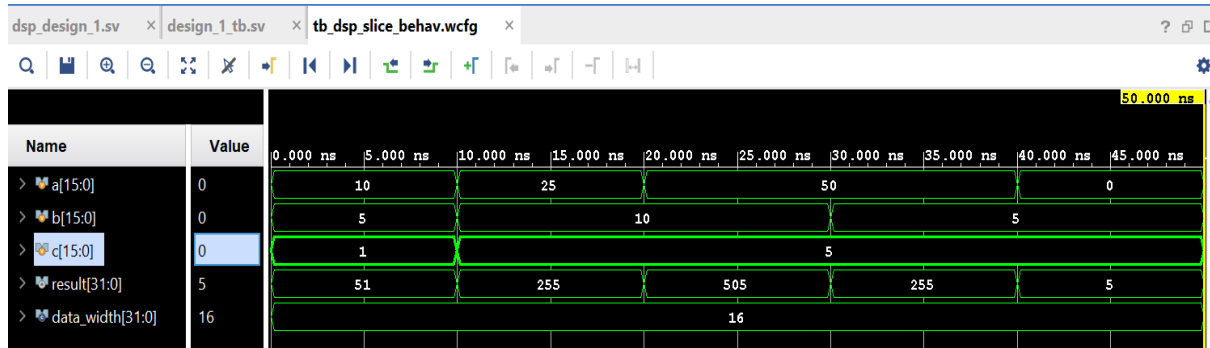 dsp_design_1.sv × design_1_tb.sv × tb_dsp_slice_behav.wcfg × ?
50.000 ns
Name Value 0.000 ns 5.000 ns 10.000 ns 15.000 ns 20.000 ns 25.000 ns 30.000 ns 35.000 ns 40.000 ns 45.000 ns
> a[15:0] 0 10 25 50 0
> b[15:0] 0 5 10 5
> c[15:0] 0 1 5
> result[31:0] 5 51 255 505 255 5
> data_width[31:0] 16 16